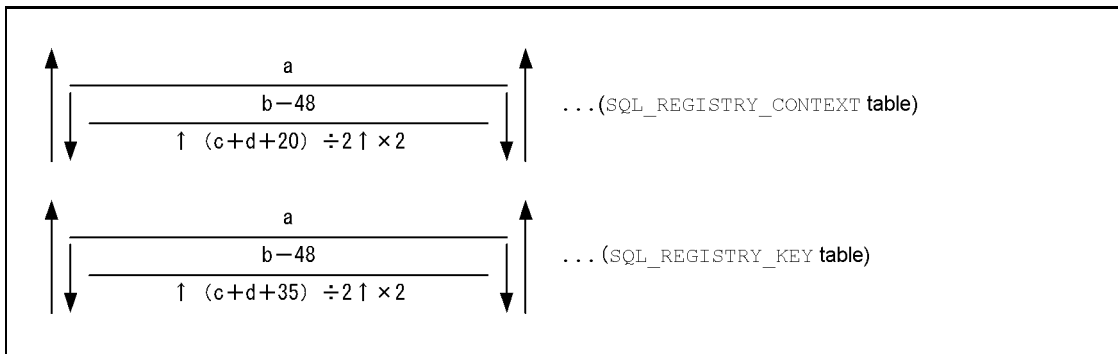 a
b－48
↑ (c＋d＋20) ÷2↑×2
...(SQL_REGISTRY_CONTEXT table)
a
b－48
↑ (c＋d＋35) ÷2↑×2
...(SQL_REGISTRY_KEY table)